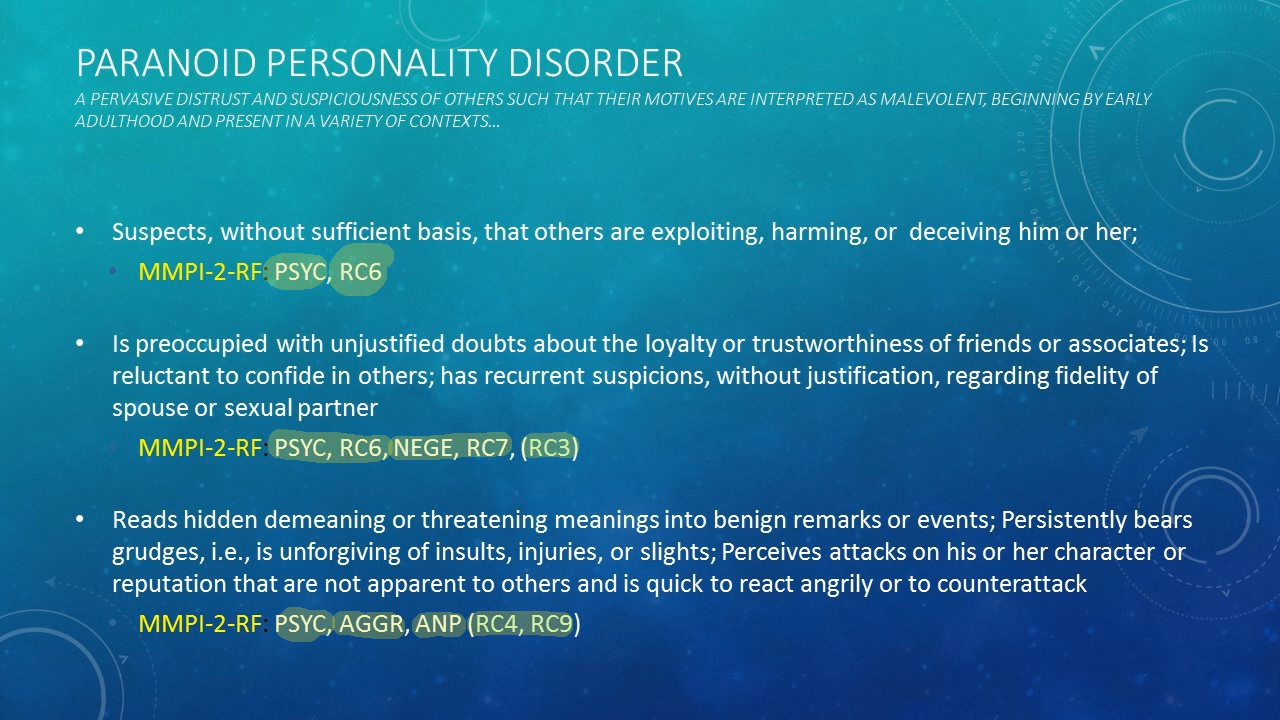 PARANOID PERSONALITY DISORDER
A PERVASIVE DISTRUST AND SUSPICIOUSNESS OF OTHERS SUCH THAT THEIR MOTIVES ARE INTERPRETED AS MALEVOLENT, BEGINNING BY EARLY
ADULTHOOD AND PRESENT IN A VARIETY OF CONTEXTS…
• Suspects, without sufficient basis, that others are exploiting, harming, or deceiving him or her;
• MMPI-2-RF: PSYC, RC6
• Is preoccupied with unjustified doubts about the loyalty or trustworthiness of friends or associates; Is
reluctant to confide in others; has recurrent suspicions, without justification, regarding fidelity of
spouse or sexual partner
• MMPI-2-RF: PSYC, RC6, NEGE, RC7, (RC3)
• Reads hidden demeaning or threatening meanings into benign remarks or events; Persistently bears
grudges, i.e., is unforgiving of insults, injuries, or slights; Perceives attacks on his or her character or
reputation that are not apparent to others and is quick to react angrily or to counterattack
MMPI-2-RF: PSYC, AGGR, ANP (RC4, RC9)